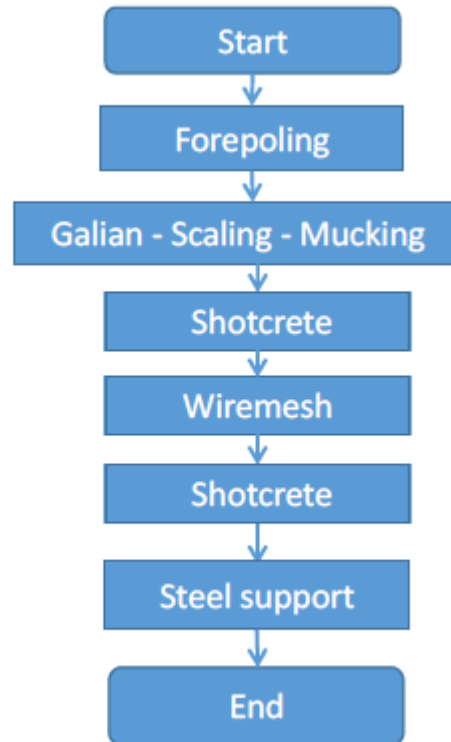 Start
Forepoling
Galian - Scaling - Mucking
Shotcrete
Wiremesh
Shotcrete
Steel support
End